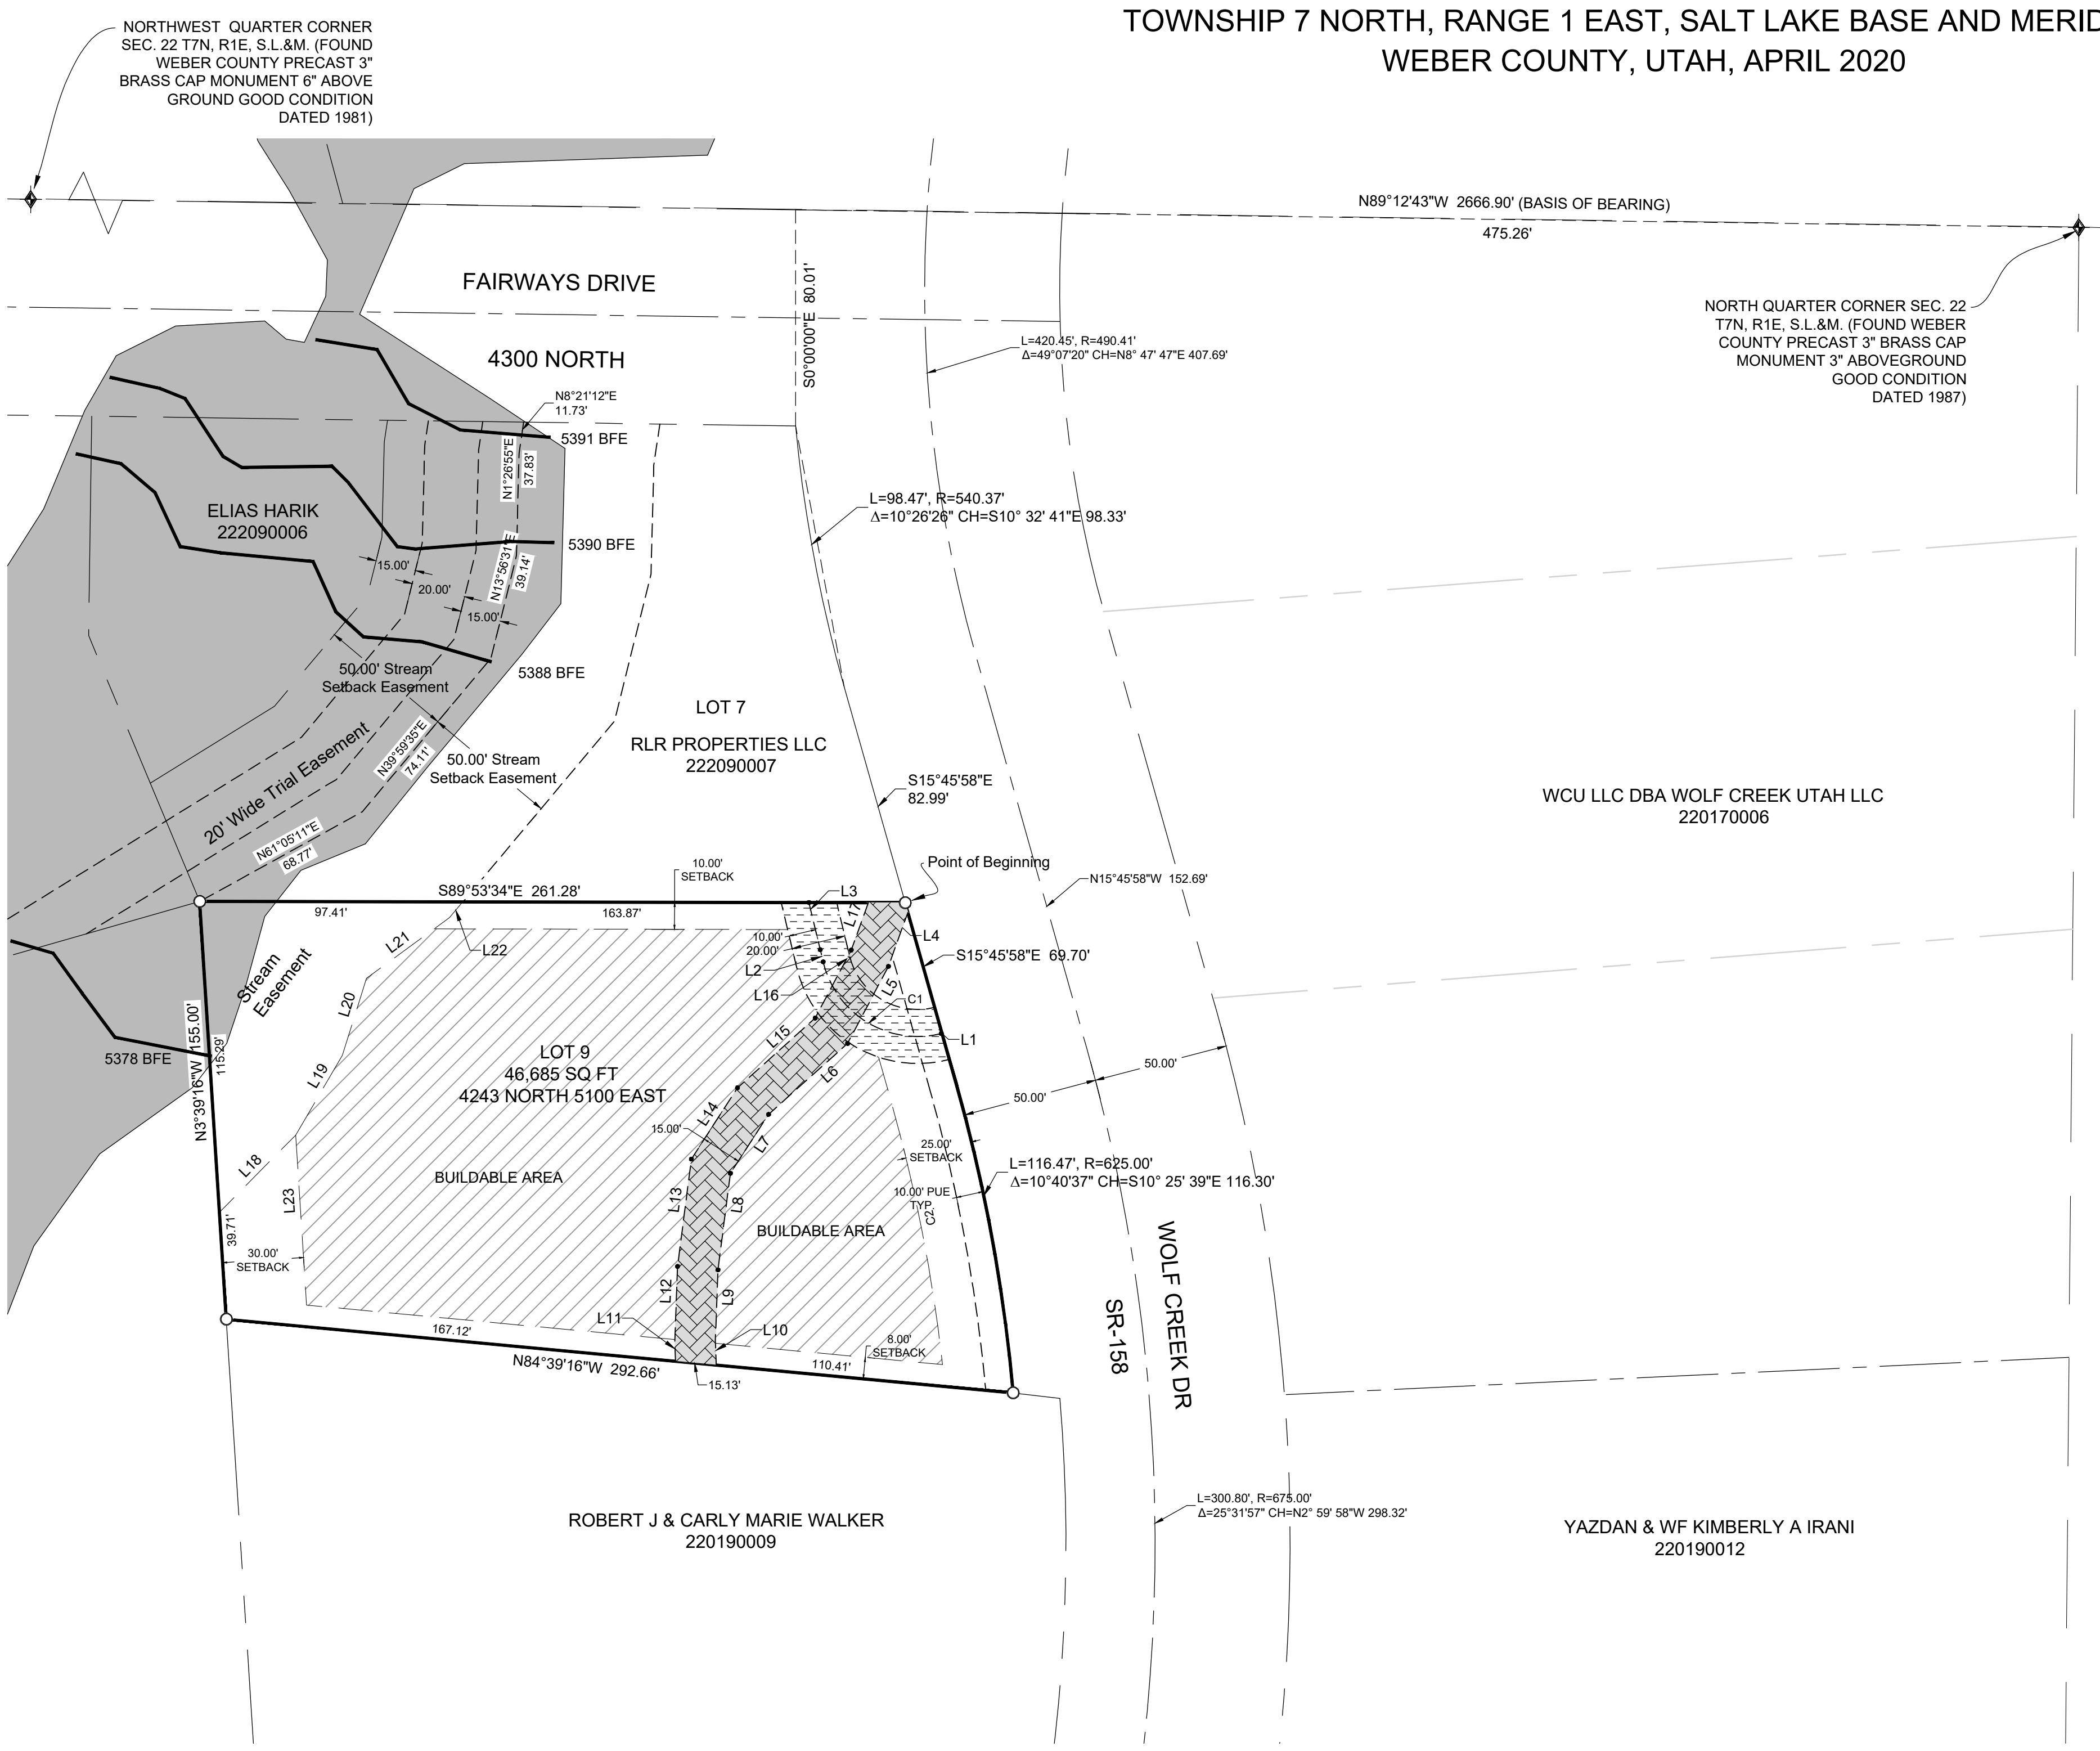 TOWNSHIP 7 NORTH, RANGE 1 EAST, SALT LAKE BASE AND MERID
WEBER COUNTY, UTAH, APRIL 2020
NORTHWEST QUARTER CORNER
SEC. 22 T7N, R1E, S.L.&M. (FOUND
WEBER COUNTY PRECAST 3"
BRASS CAP MONUMENT 6" ABOVE
GROUND GOOD CONDITION
DATED 1981)
N89°12'43"W 2666.90' (BASIS OF BEARING)
475.26'
FAIRWAYS DRIVE
S0°00'00"E 80.01'
NORTH QUARTER CORNER SEC. 22
T7N, R1E, S.L.&M. (FOUND WEBER
COUNTY PRECAST 3" BRASS CAP
MONUMENT 3" ABOVEGROUND
GOOD CONDITION
DATED 1987)
L=420.45', R=490.41'
Δ=49°07'20" CH=N8° 47' 47"E 407.69'
4300 NORTH
N8°21'12"E
11.73'
5391 BFE
N1°26'55"E
37.83'
L=98.47', R=540.37'
Δ=10°26'26" CH=S10° 32' 41"E 98.33'
ELIAS HARIK
222090006
5390 BFE
N13°56'31"E
39.14'
15.00'
20.00'
15.00'
50.00' Stream
Setback Easement
5388 BFE
LOT 7
RLR PROPERTIES LLC
222090007
20' Wide Trial Easement
N39°59'35"E
74.11'
50.00' Stream
Setback Easement
S15°45'58"E
82.99'
WCU LLC DBA WOLF CREEK UTAH LLC
220170006
N61°05'11"E
68.77'
Point of Beginning
10.00'
SETBACK
N15°45'58"W 152.69'
S89°53'34"E 261.28'
L3
97.41'
163.87'
L17
L21
L22
10.00'
20.00'
L4
S15°45'58"E 69.70'
L2
Stream
Easement
L16
L5
C1
L20
L15
L1
N3°39'16"W 155.00'
115.29'
5378 BFE
LOT 9
46,685 SQ FT
4243 NORTH 5100 EAST
L19
L6
50.00'
50.00'
L14
15.00'
L7
25.00'
SETBACK
L18
L=116.47', R=625.00'
Δ=10°40'37" CH=S10° 25' 39"E 116.30'
BUILDABLE AREA
10.00' PUE
TYP.
C2
L23
L13
L8
BUILDABLE AREA
39.71'
30.00'
SETBACK
WOLF CREEK DR
SR-158
L12
L9
L11
L10
167.12'
8.00'
SETBACK
N84°39'16"W 292.66'
110.41'
15.13'
L=300.80', R=675.00'
Δ=25°31'57" CH=N2° 59' 58"W 298.32'
ROBERT J & CARLY MARIE WALKER
220190009
YAZDAN & WF KIMBERLY A IRANI
220190012